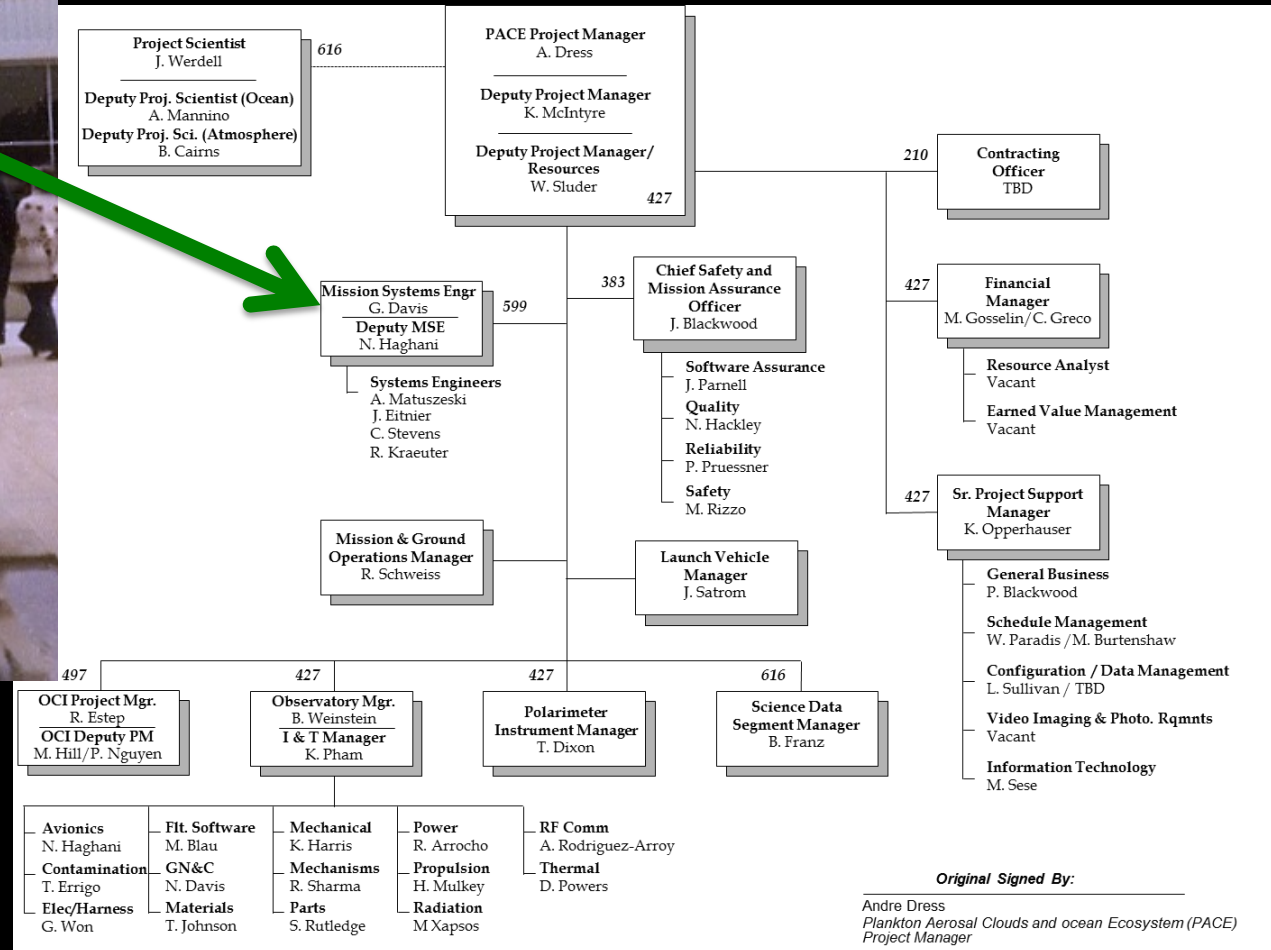 Project Scientist
J. Werdell
Deputy Proj. Scientist (Ocean)
A. Mannino
Deputy Proj. Sci. (Atmosphere)
B. Cairns
616
PACE Project Manager
A. Dress
Deputy Project Manager
K. McIntyre
Deputy Project Manager/
Resources
W. Sluder
427
210
Contracting
Officer
TBD
Mission Systems Engr
G. Davis
Deputy MSE
N. Haghani
599
Systems Engineers
A. Matuszeski
J. Eitnier
C. Stevens
R. Kraeuter
383
Chief Safety and
Mission Assurance
Officer
J. Blackwood
Software Assurance
J. Parnell
Quality
N. Hackley
Reliability
P. Pruessner
Safety
M. Rizzo
427
Financial
Manager
M. Gosselin/C. Greco
Resource Analyst
Vacant
Earned Value Management
Vacant
427
Sr. Project Support
Manager
K. Opperhauser
General Business
P. Blackwood
Schedule Management
W. Paradis /M. Burtenshaw
Configuration / Data Management
L. Sullivan / TBD
Video Imaging & Photo. Rqmnts
Vacant
Information Technology
M. Sese
Mission & Ground
Operations Manager
R. Schweiss
Launch Vehicle
Manager
J. Satrom
497
OCI Project Mgr.
R. Estep
OCI Deputy PM
M. Hill/P. Nguyen
427
Observatory Mgr.
B. Weinstein
I & T Manager
K. Pham
427
Polarimeter
Instrument Manager
T. Dixon
616
Science Data
Segment Manager
B. Franz
Avionics
N. Haghani
Contamination
T. Errigo
Elec/Harness
G. Won
Flt. Software
M. Blau
GN&C
N. Davis
Materials
T. Johnson
Mechanical
K. Harris
Mechanisms
R. Sharma
Parts
S. Rutledge
Power
R. Arrocho
Propulsion
H. Mulkey
Radiation
M Xapsos
RF Comm
A. Rodriguez-Arroy
Thermal
D. Powers
Original Signed By:
Andre Dress
Plankton Aerosal Clouds and ocean Ecosystem (PACE)
Project Manager